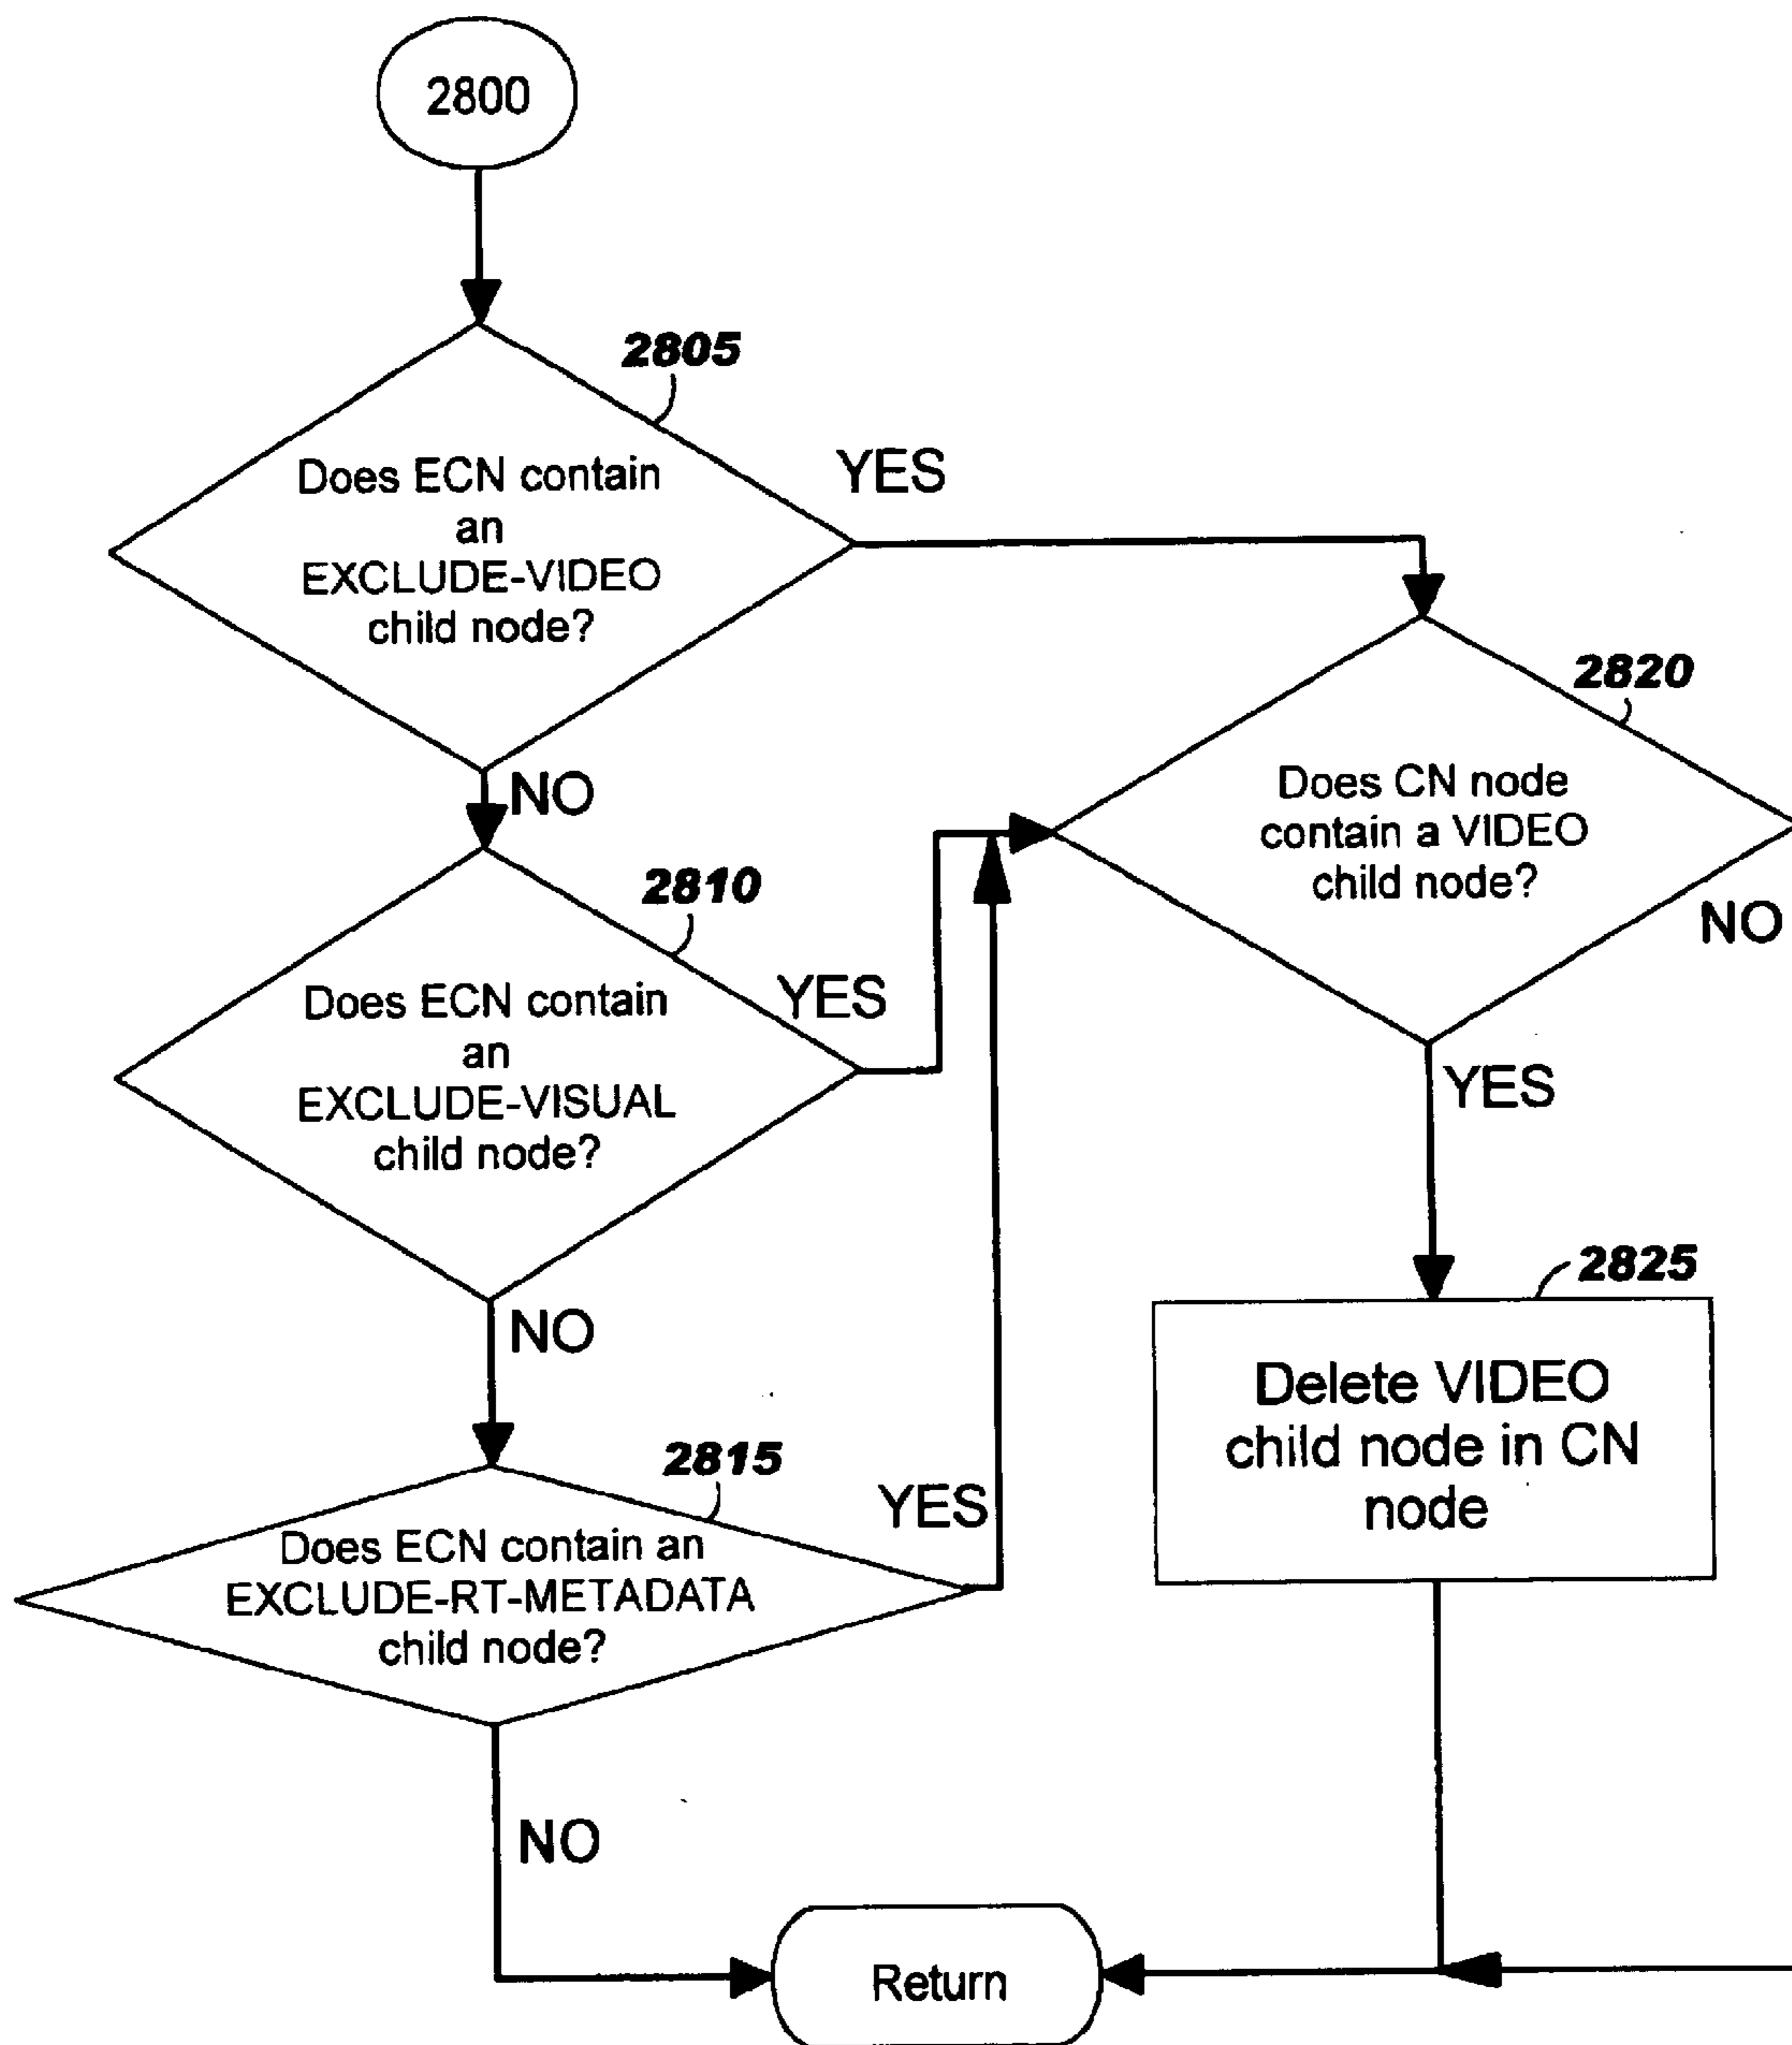 2800
2805
Does ECN contain
an
EXCLUDE-VIDEO
child node?
YES
NO
2810
Does ECN contain
an
EXCLUDE-VISUAL
child node?
YES
NO
2815
Does ECN contain an
EXCLUDE-RT-METADATA
child node?
YES
NO
2820
Does CN node
contain a VIDEO
child node?
NO
YES
2825
Delete VIDEO
child node in CN
node
Return